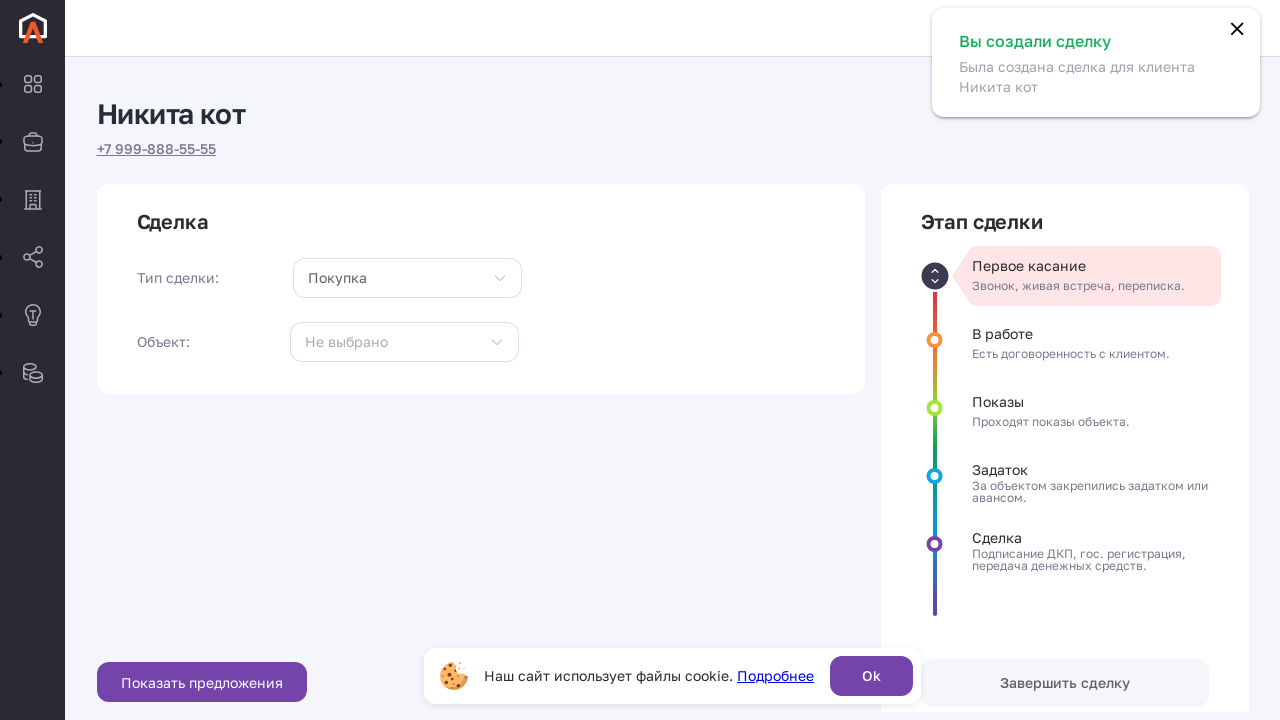 Вы создали сделку
Была создана сделка для клиента
Никита кот
Никита кот
+7 999-888-55-55
Сделка
Тип сделки:
Покупка
Объект:
Не выбрано
Этап сделки
Первое касание
Звонок, живая встреча, переписка.
В работе
Есть договоренность с клиентом.
Показы
Проходят показы объекта.
Задаток
За объектом закрепились задатком или
авансом.
Сделка
Подписание ДКП, гос. регистрация,
передача денежных средств.
Показать предложения
Наш сайт использует файлы cookie. Подробнее
Ok
Завершить сделку